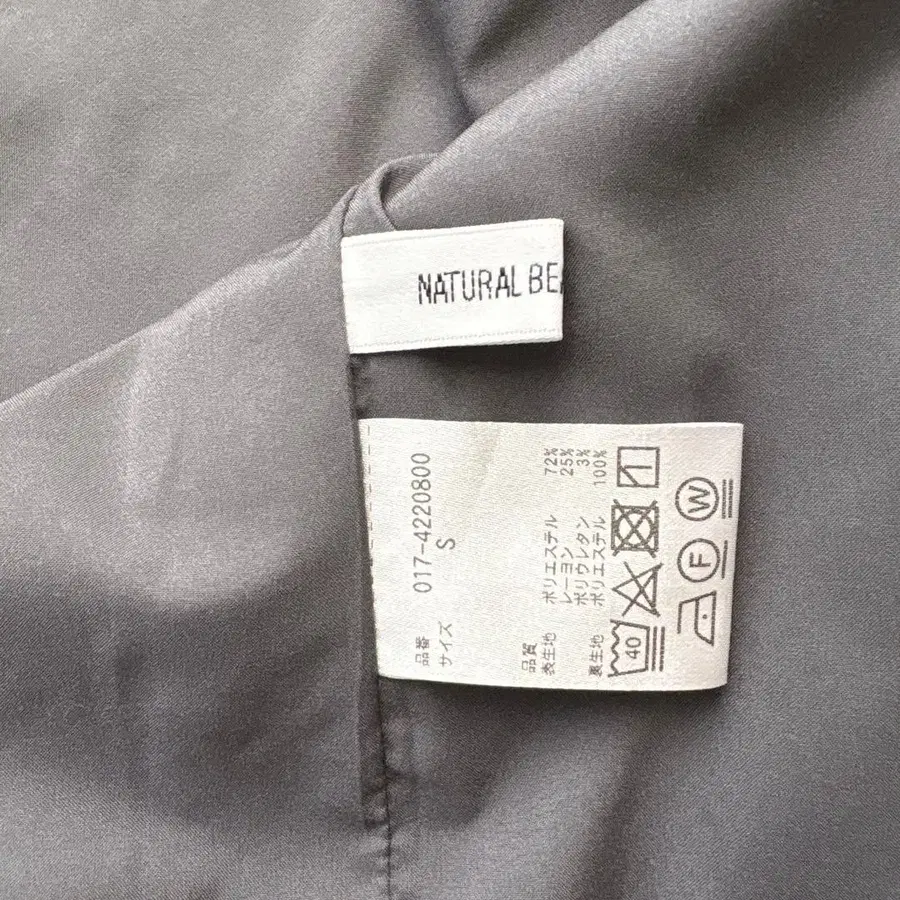 NATURAL BE
品番 017-4220800
サイズ S
品質
表生地 ポリエステル 72%
レーヨン 25%
ポリウレタン 3%
裏生地 ポリエステル 100%
40
F W